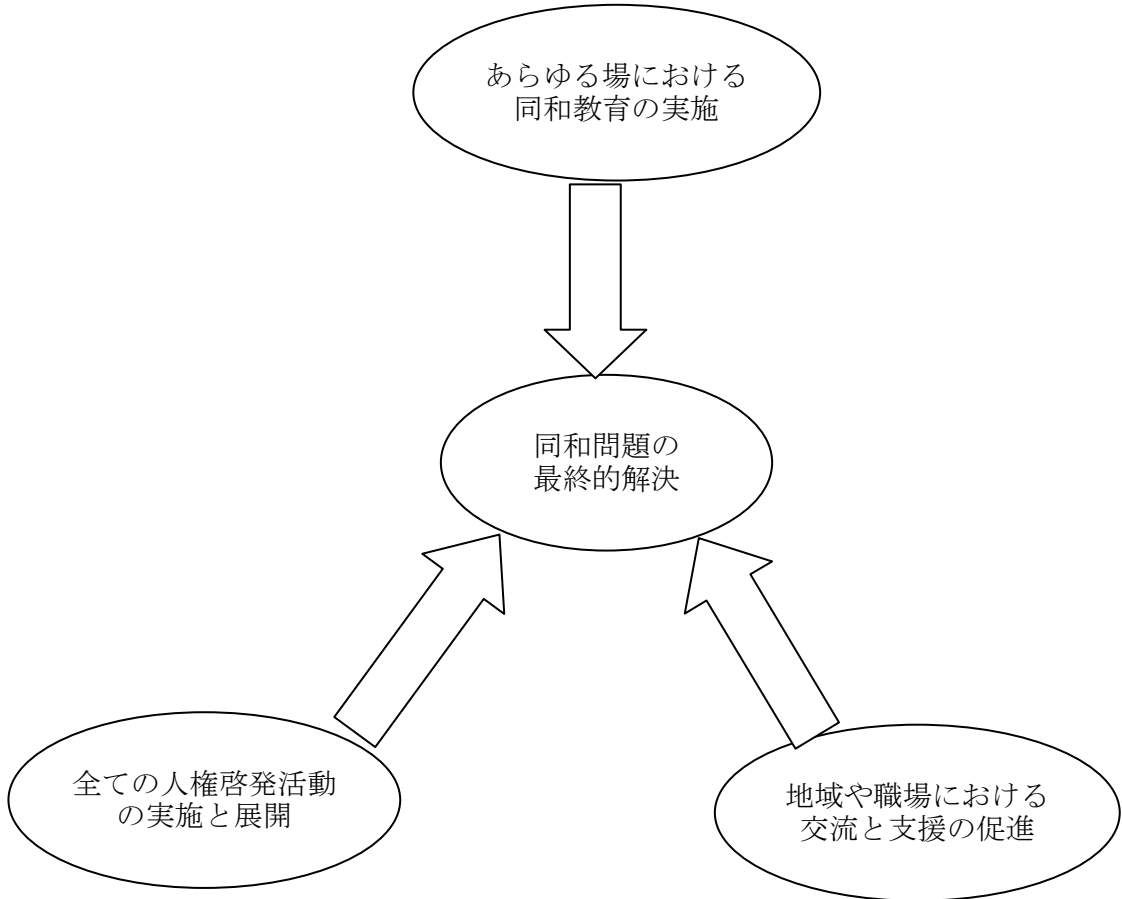 あらゆる場における
同和教育の実施
同和問題の
最終的解決
全ての人権啓発活動
の実施と展開
地域や職場における
交流と支援の促進